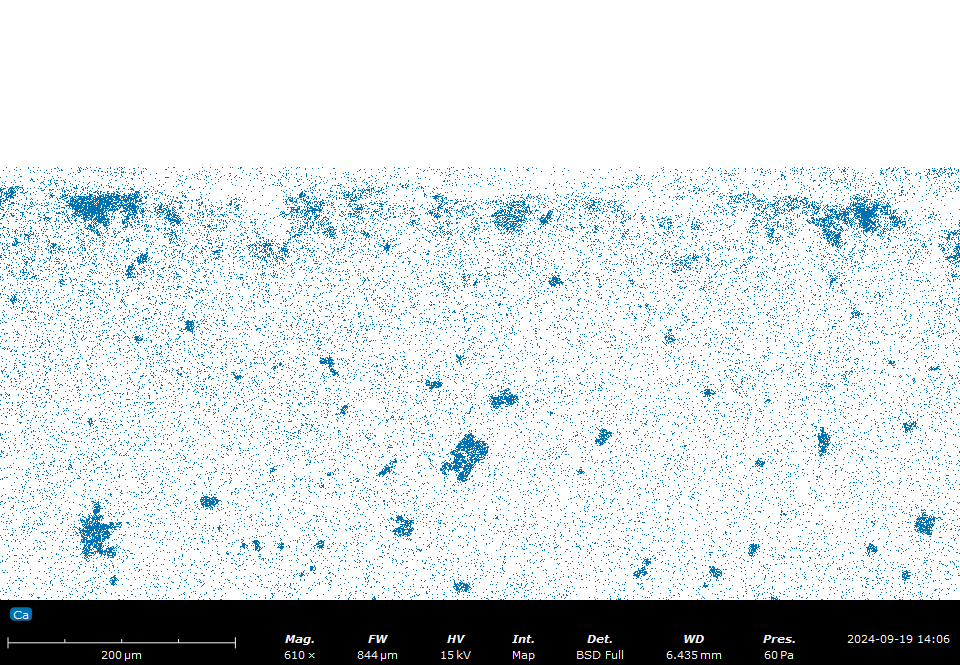 Ca
Mag. FW HV Int. Det. WD Pres. 2024-09-19 14:06
200 µm 610 × 844 µm 15 kV Map BSD Full 6.435 mm 60 Pa